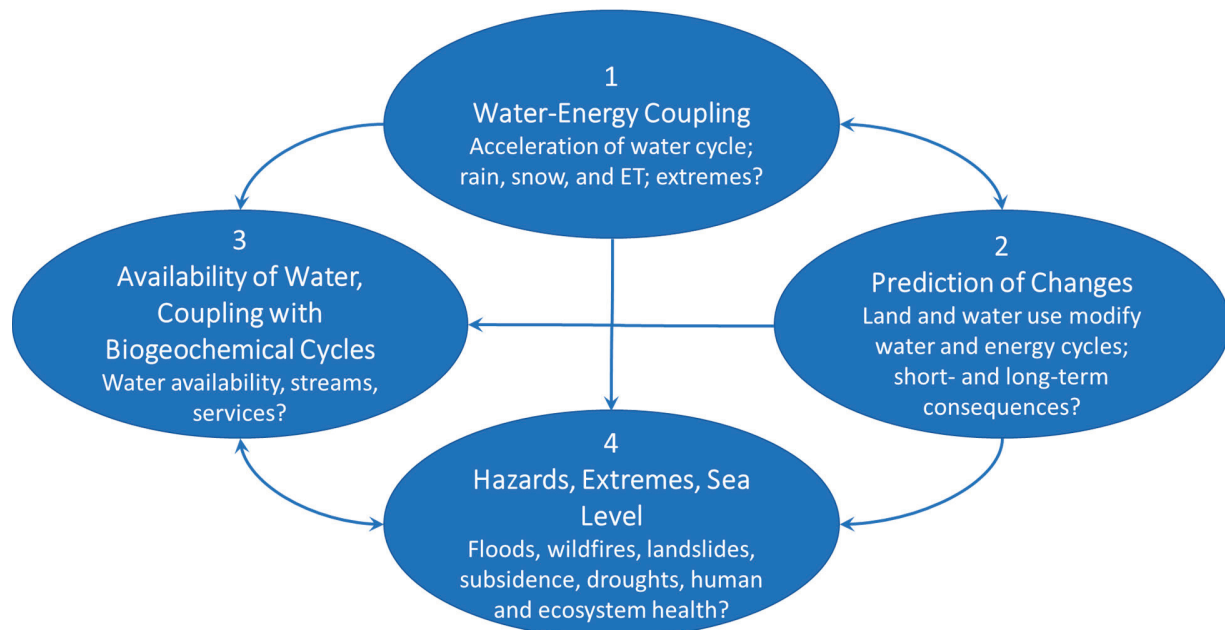 1
Water-Energy Coupling
Acceleration of water cycle;
rain, snow, and ET; extremes?
3
Availability of Water,
Coupling with
Biogeochemical Cycles
Water availability, streams,
services?
2
Prediction of Changes
Land and water use modify
water and energy cycles;
short- and long-term
consequences?
4
Hazards, Extremes, Sea
Level
Floods, wildfires, landslides,
subsidence, droughts, human
and ecosystem health?